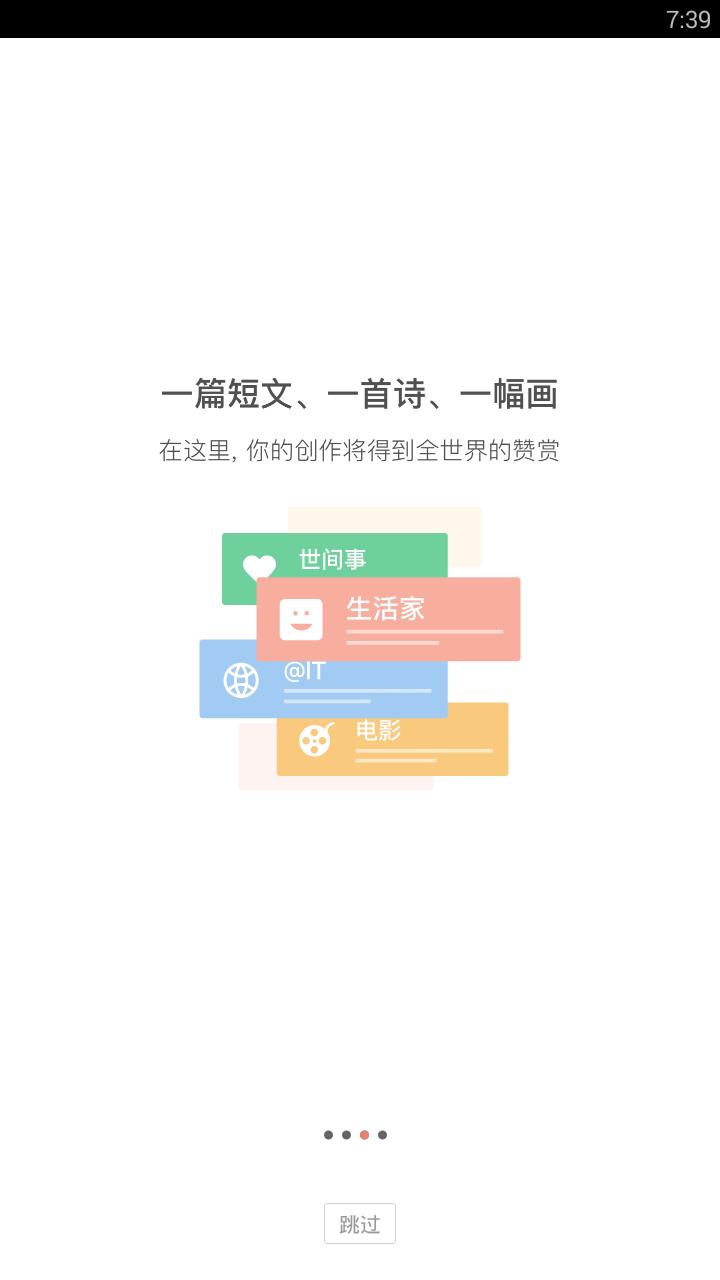 7:39
一篇短文、一首诗、一幅画
在这里, 你的创作将得到全世界的赞赏
世间事
生活家
@IT
电影
跳过